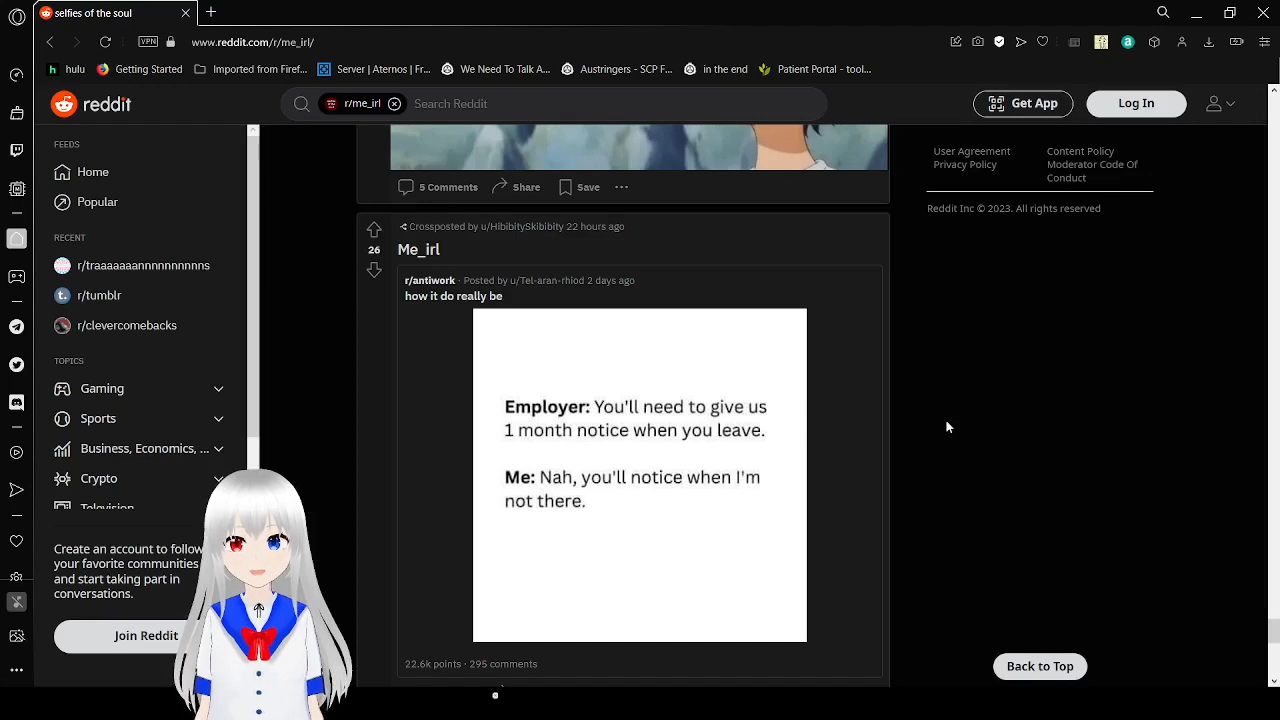 selfies of the soul
VPN
www.reddit.com/r/me_irl/
hulu
Getting Started
Imported from Firef...
Server | Aternos | Fr...
We Need To Talk A...
Austringers - SCP F...
in the end
Patient Portal - tool...
reddit
r/me_irl
Search Reddit
Get App
Log In
FEEDS
Home
Popular
RECENT
r/traaaaaaannnnnnnnnns
r/tumblr
r/clevercomebacks
TOPICS
Gaming
Sports
Business, Economics, ...
Crypto
Television
Create an account to follow
your favorite communities
and start taking part in
conversations.
Join Reddit
5 Comments
Share
Save
Crossposted by u/HibibitySkibibity 22 hours ago
26
Me_irl
r/antiwork · Posted by u/Tel-aran-rhiod 2 days ago
how it do really be
Employer: You'll need to give us
1 month notice when you leave.
Me: Nah, you'll notice when I'm
not there.
22.6k points · 295 comments
User Agreement
Privacy Policy
Content Policy
Moderator Code Of
Conduct
Reddit Inc © 2023. All rights reserved
Back to Top